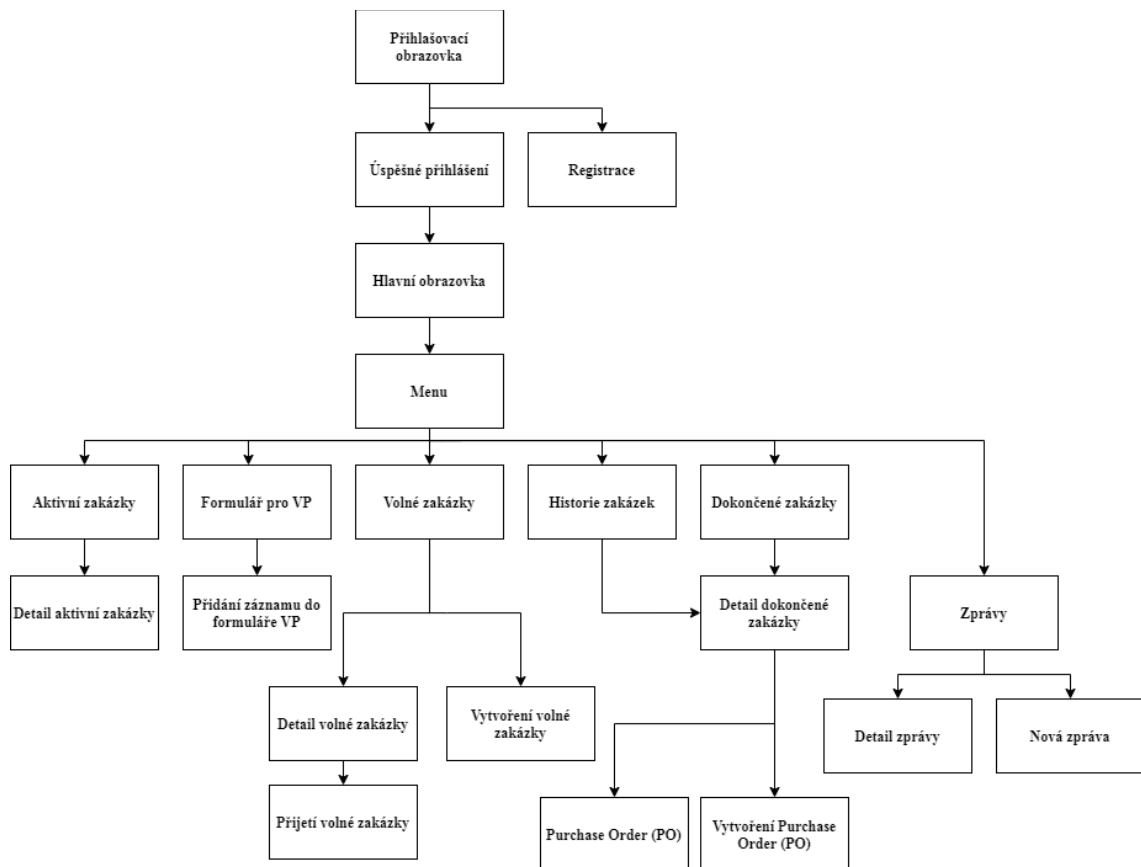 Přihlašovací
obrazovka
Úspěšné přihlášení
Registrace
Hlavní obrazovka
Menu
Aktivní zakázky
Formulář pro VP
Volné zakázky
Historie zakázek
Dokončené zakázky
Detail aktivní zakázky
Přidání záznamu do
formuláře VP
Detail dokončené
zakázky
Zprávy
Detail volné zakázky
Vytvoření volné
zakázky
Detail zprávy
Nová zpráva
Přijetí volné zakázky
Purchase Order (PO)
Vytvoření Purchase
Order (PO)